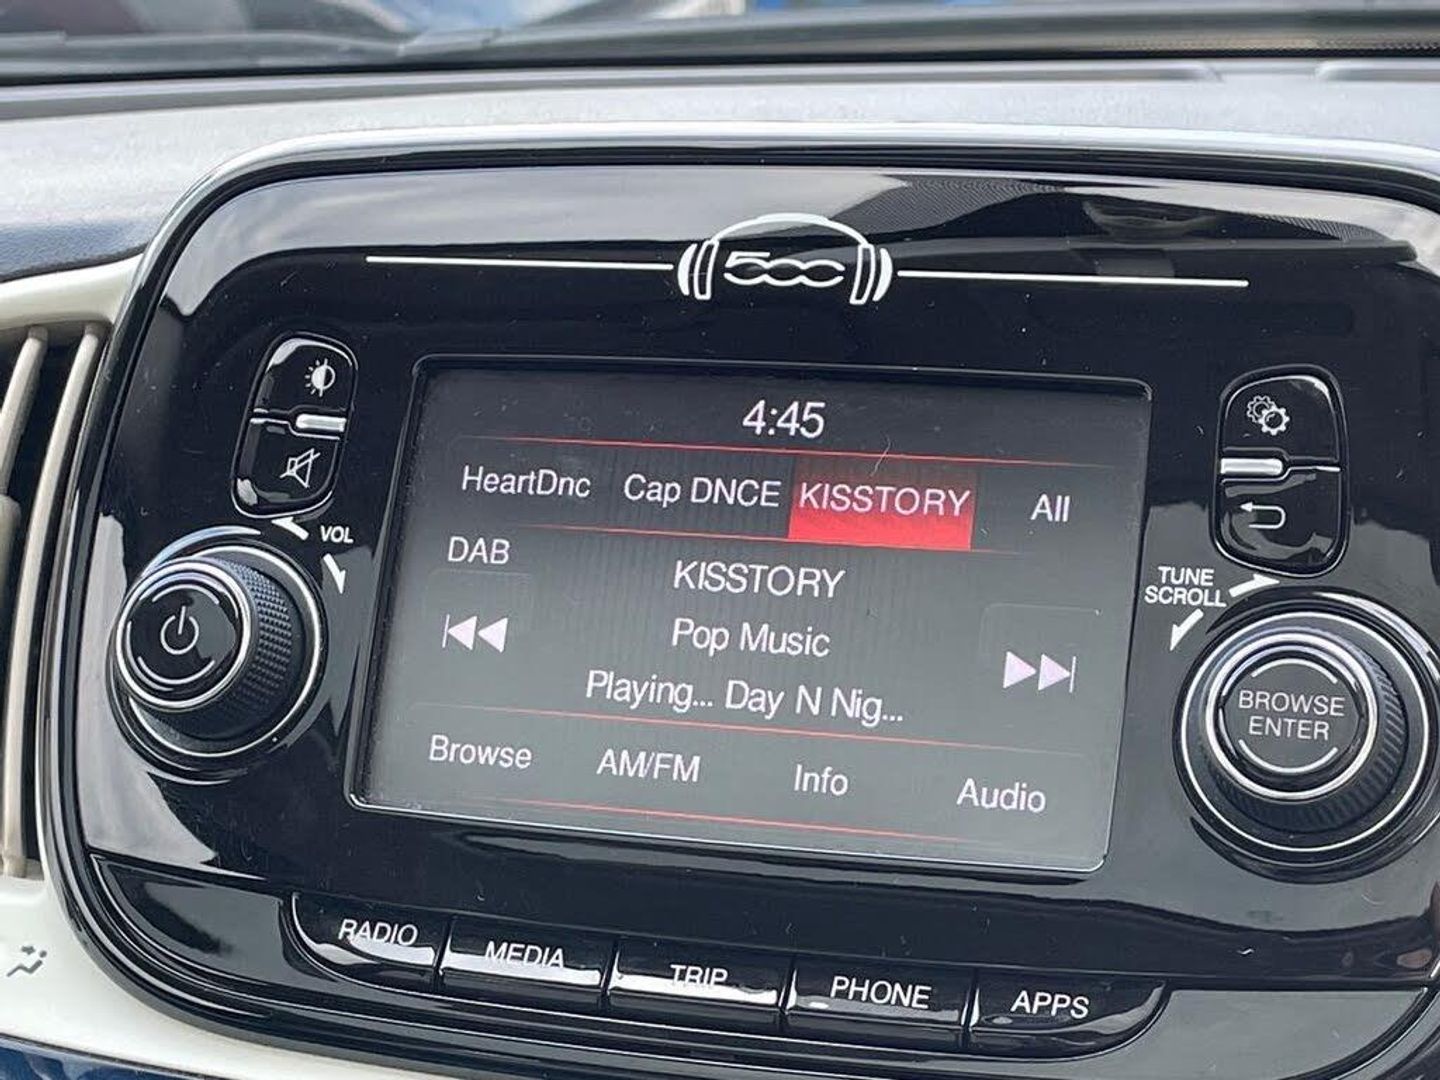 500
4:45
HeartDnc Cap DNCE KISSTORY All
DAB
KISSTORY
Pop Music
Playing... Day N Nig...
Browse AM/FM Info Audio
VOL
TUNE
SCROLL
BROWSE
ENTER
RADIO MEDIA TRIP PHONE APPS